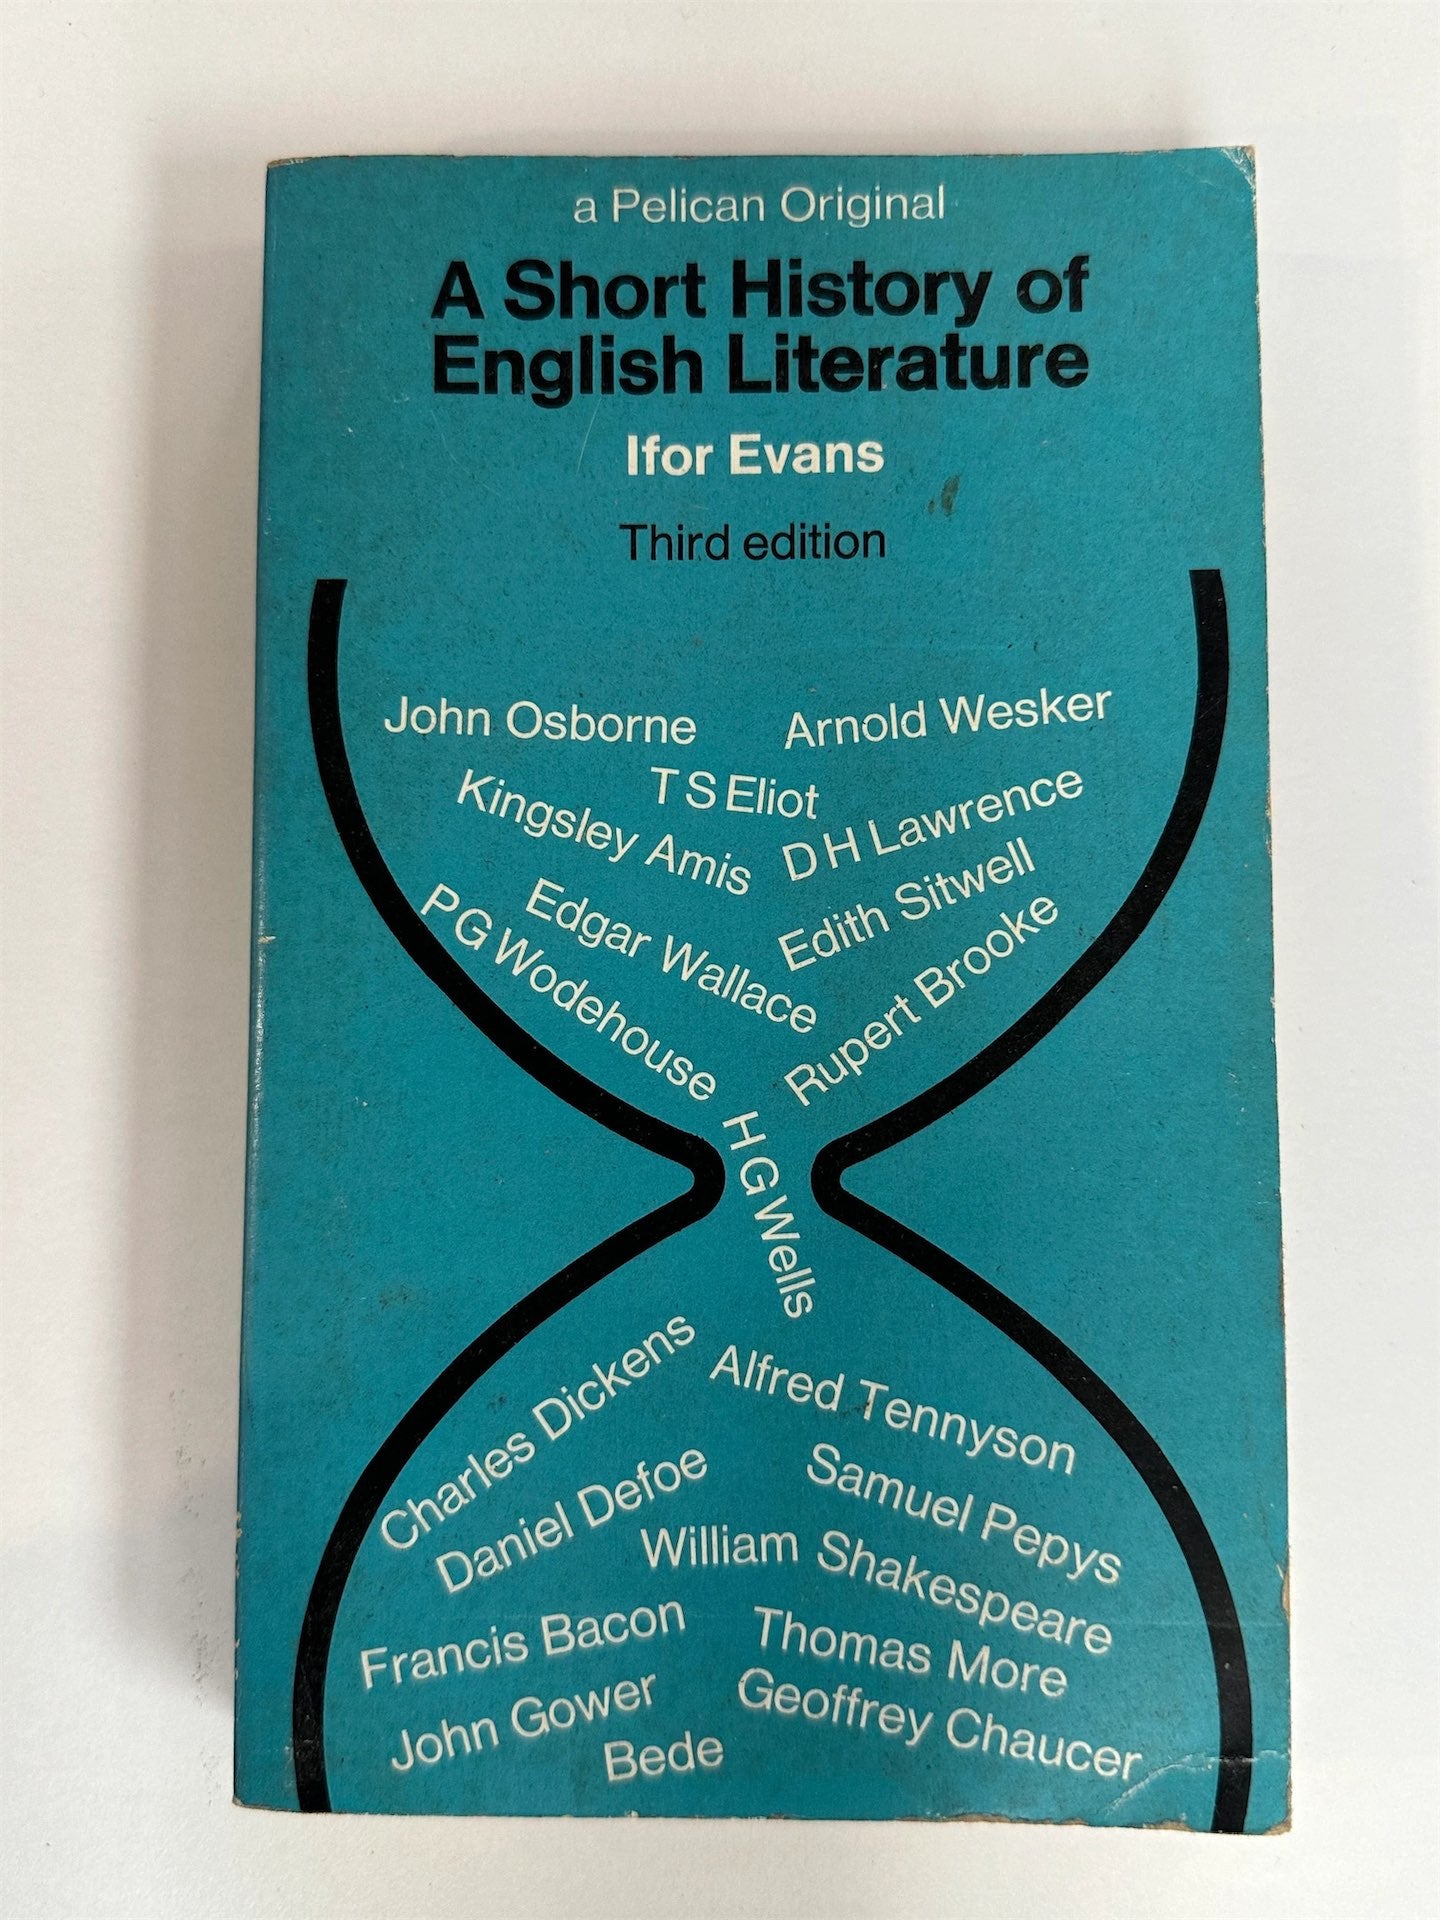 a Pelican Original
A Short History of
English Literature
Ifor Evans
Third edition
John Osborne
Arnold Wesker
T S Eliot
Kingsley Amis
D H Lawrence
Edgar Wallace
Edith Sitwell
P G Wodehouse
Rupert Brooke
H G Wells
Charles Dickens
Alfred Tennyson
Daniel Defoe
Samuel Pepys
William Shakespeare
Francis Bacon
Thomas More
John Gower
Geoffrey Chaucer
Bede